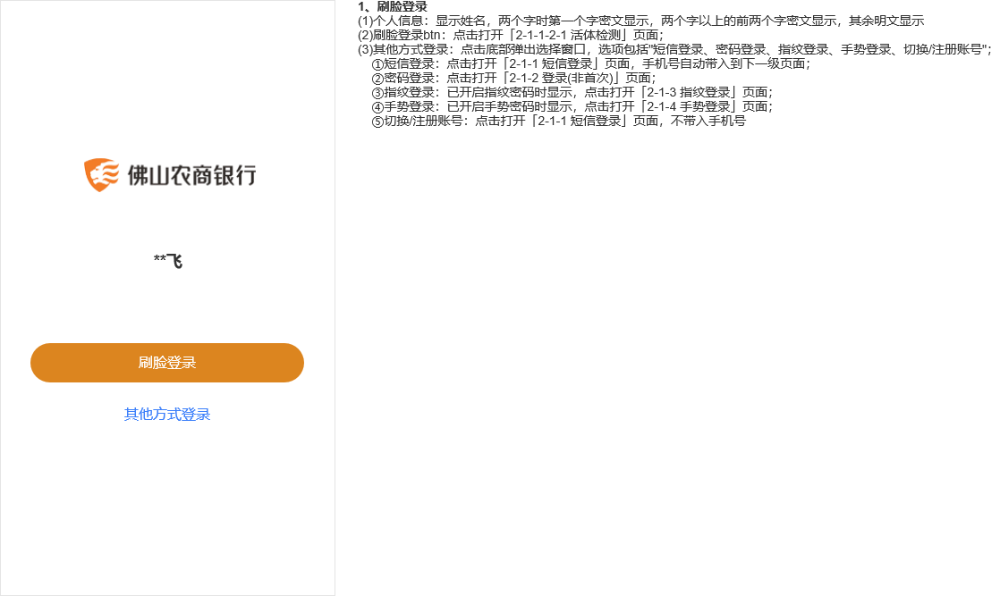 佛山农商银行
**飞
刷脸登录
其他方式登录
1、刷脸登录
(1)个人信息：显示姓名，两个字时第一个字密文显示，两个字以上的前两个字密文显示，其余明文显示
(2)刷脸登录btn：点击打开「2-1-1-2-1 活体检测」页面；
(3)其他方式登录：点击底部弹出选择窗口，选项包括"短信登录、密码登录、指纹登录、手势登录、切换/注册账号"；
①短信登录：点击打开「2-1-1 短信登录」页面，手机号自动带入到下一级页面；
②密码登录：点击打开「2-1-2 登录(非首次)」页面；
③指纹登录：已开启指纹密码时显示，点击打开「2-1-3 指纹登录」页面；
④手势登录：已开启手势密码时显示，点击打开「2-1-4 手势登录」页面；
⑤切换/注册账号：点击打开「2-1-1 短信登录」页面，不带入手机号